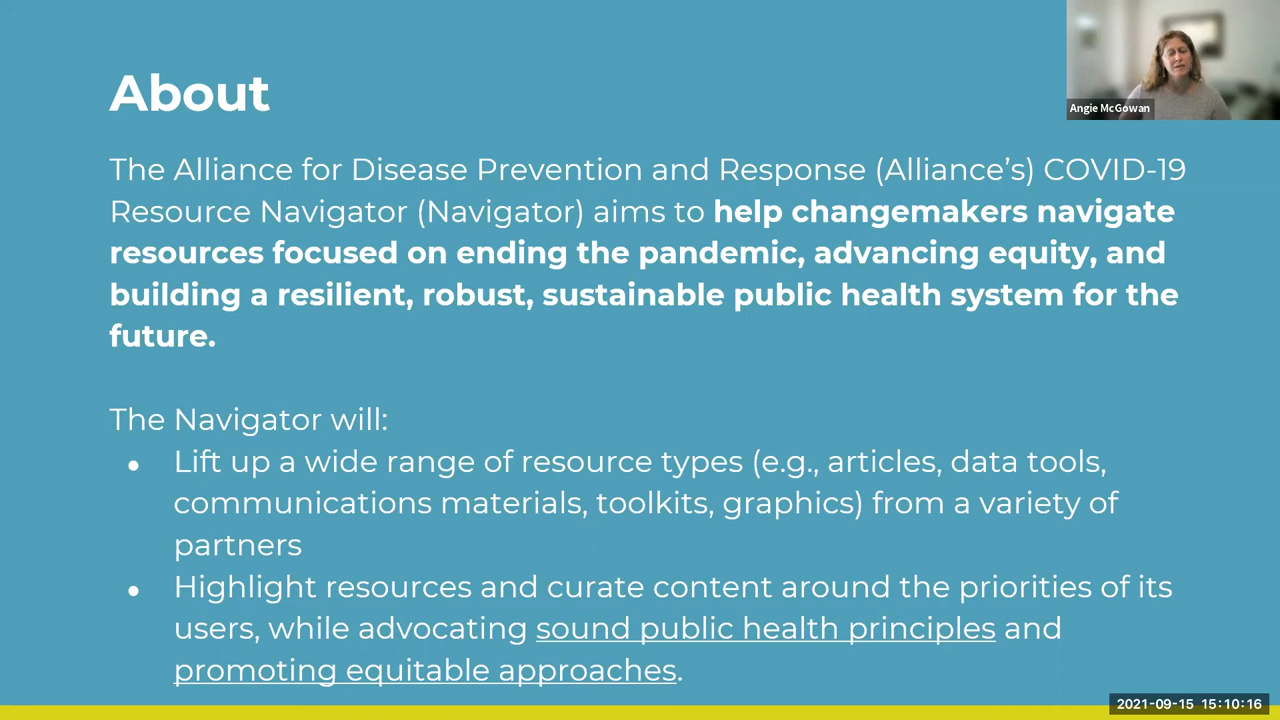 About
Angie McGowan
The Alliance for Disease Prevention and Response (Alliance’s) COVID-19
Resource Navigator (Navigator) aims to help changemakers navigate
resources focused on ending the pandemic, advancing equity, and
building a resilient, robust, sustainable public health system for the
future.
The Navigator will:
● Lift up a wide range of resource types (e.g., articles, data tools,
communications materials, toolkits, graphics) from a variety of
partners
● Highlight resources and curate content around the priorities of its
users, while advocating sound public health principles and
promoting equitable approaches.
2021-09-15 15:10:16